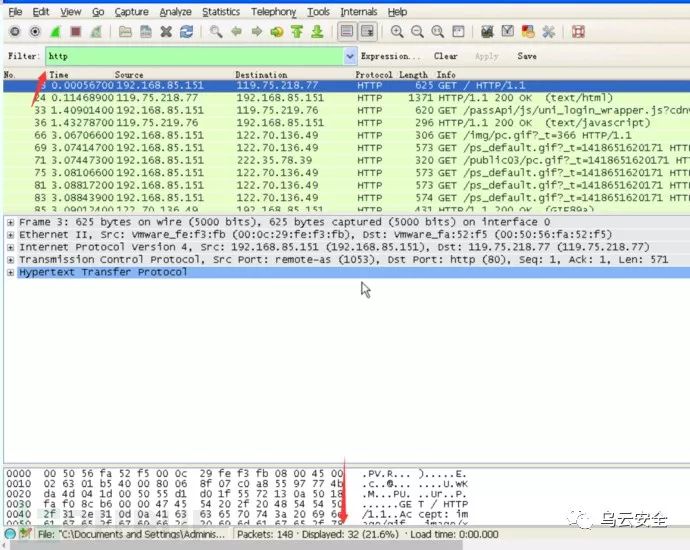 File Edit View Go Capture Analyze Statistics Telephony Tools Internals Help
Filter: http Expression... Clear Apply Save
No. Time Source Destination Protocol Length Info
3 0.00056700 192.168.85.151 119.75.218.77 HTTP 625 GET / HTTP/1.1
24 0.11468900 119.75.218.77 192.168.85.151 HTTP 1371 HTTP/1.1 200 OK (text/html)
33 1.40901400 192.168.85.151 119.75.219.76 HTTP 620 GET /passApi/js/uni_login_wrapper.js?cdnv
36 1.43278700 119.75.219.76 192.168.85.151 HTTP 296 HTTP/1.1 200 OK (text/javascript)
66 3.06706600 192.168.85.151 122.70.136.49 HTTP 306 GET /img/pc.gif?_t=366 HTTP/1.1
69 3.07414700 192.168.85.151 122.70.136.49 HTTP 573 GET /ps_default.gif?_t=1418651620171 HTTP
71 3.07447300 192.168.85.151 222.35.78.39 HTTP 320 GET /public03/pc.gif?_t=1418651620171 HTT
75 3.08106600 192.168.85.151 122.70.136.49 HTTP 573 GET /ps_default.gif?_t=1418651620171 HTTP
81 3.08817200 192.168.85.151 122.70.136.49 HTTP 573 GET /ps_default.gif?_t=1418651620171 HTTP
83 3.08843900 192.168.85.151 122.70.136.49 HTTP 574 GET /ps_default.gif?_t=1418651620171 HTTP
85 3.09012400 122.70.136.49 192.168.85.151 HTTP 431 HTTP/1.1 200 OK (GIF89a)
Frame 3: 625 bytes on wire (5000 bits), 625 bytes captured (5000 bits) on interface 0
Ethernet II, Src: Vmware_fe:f3:fb (00:0c:29:fe:f3:fb), Dst: Vmware_fa:52:f5 (00:50:56:fa:52:f5)
Internet Protocol Version 4, Src: 192.168.85.151 (192.168.85.151), Dst: 119.75.218.77 (119.75.218.77)
Transmission Control Protocol, Src Port: remote-as (1053), Dst Port: http (80), Seq: 1, Ack: 1, Len: 571
Hypertext Transfer Protocol
0000 00 50 56 fa 52 f5 00 0c 29 fe f3 fb 08 00 45 00 .PV.R... ).....E.
0010 02 63 01 b5 40 00 80 06 8f 07 c0 a8 55 97 77 4b .c..@... ....U.wK
0020 da 4d 04 1d 00 50 55 d1 d0 1f 55 72 13 0a 50 18 .M...PU. ..Ur..P.
0030 fa f0 8c b6 00 00 47 45 54 20 2f 20 48 54 54 50 ......GE T / HTTP
0040 2f 31 2e 31 0d 0a 41 63 63 65 70 74 3a 20 69 6d /1.1..Ac cept: im
乌云安全
File: "C:\Documents and Settings\Adminis... Packets: 148 · Displayed: 32 (21.6%) · Load time: 0:00.000